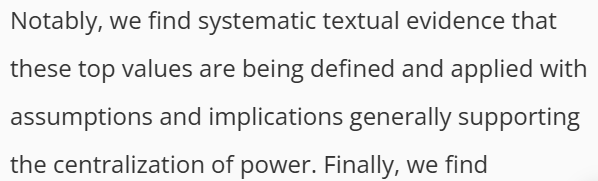 Notably, we find systematic textual evidence that
these top values are being defined and applied with
assumptions and implications generally supporting
the centralization of power. Finally, we find